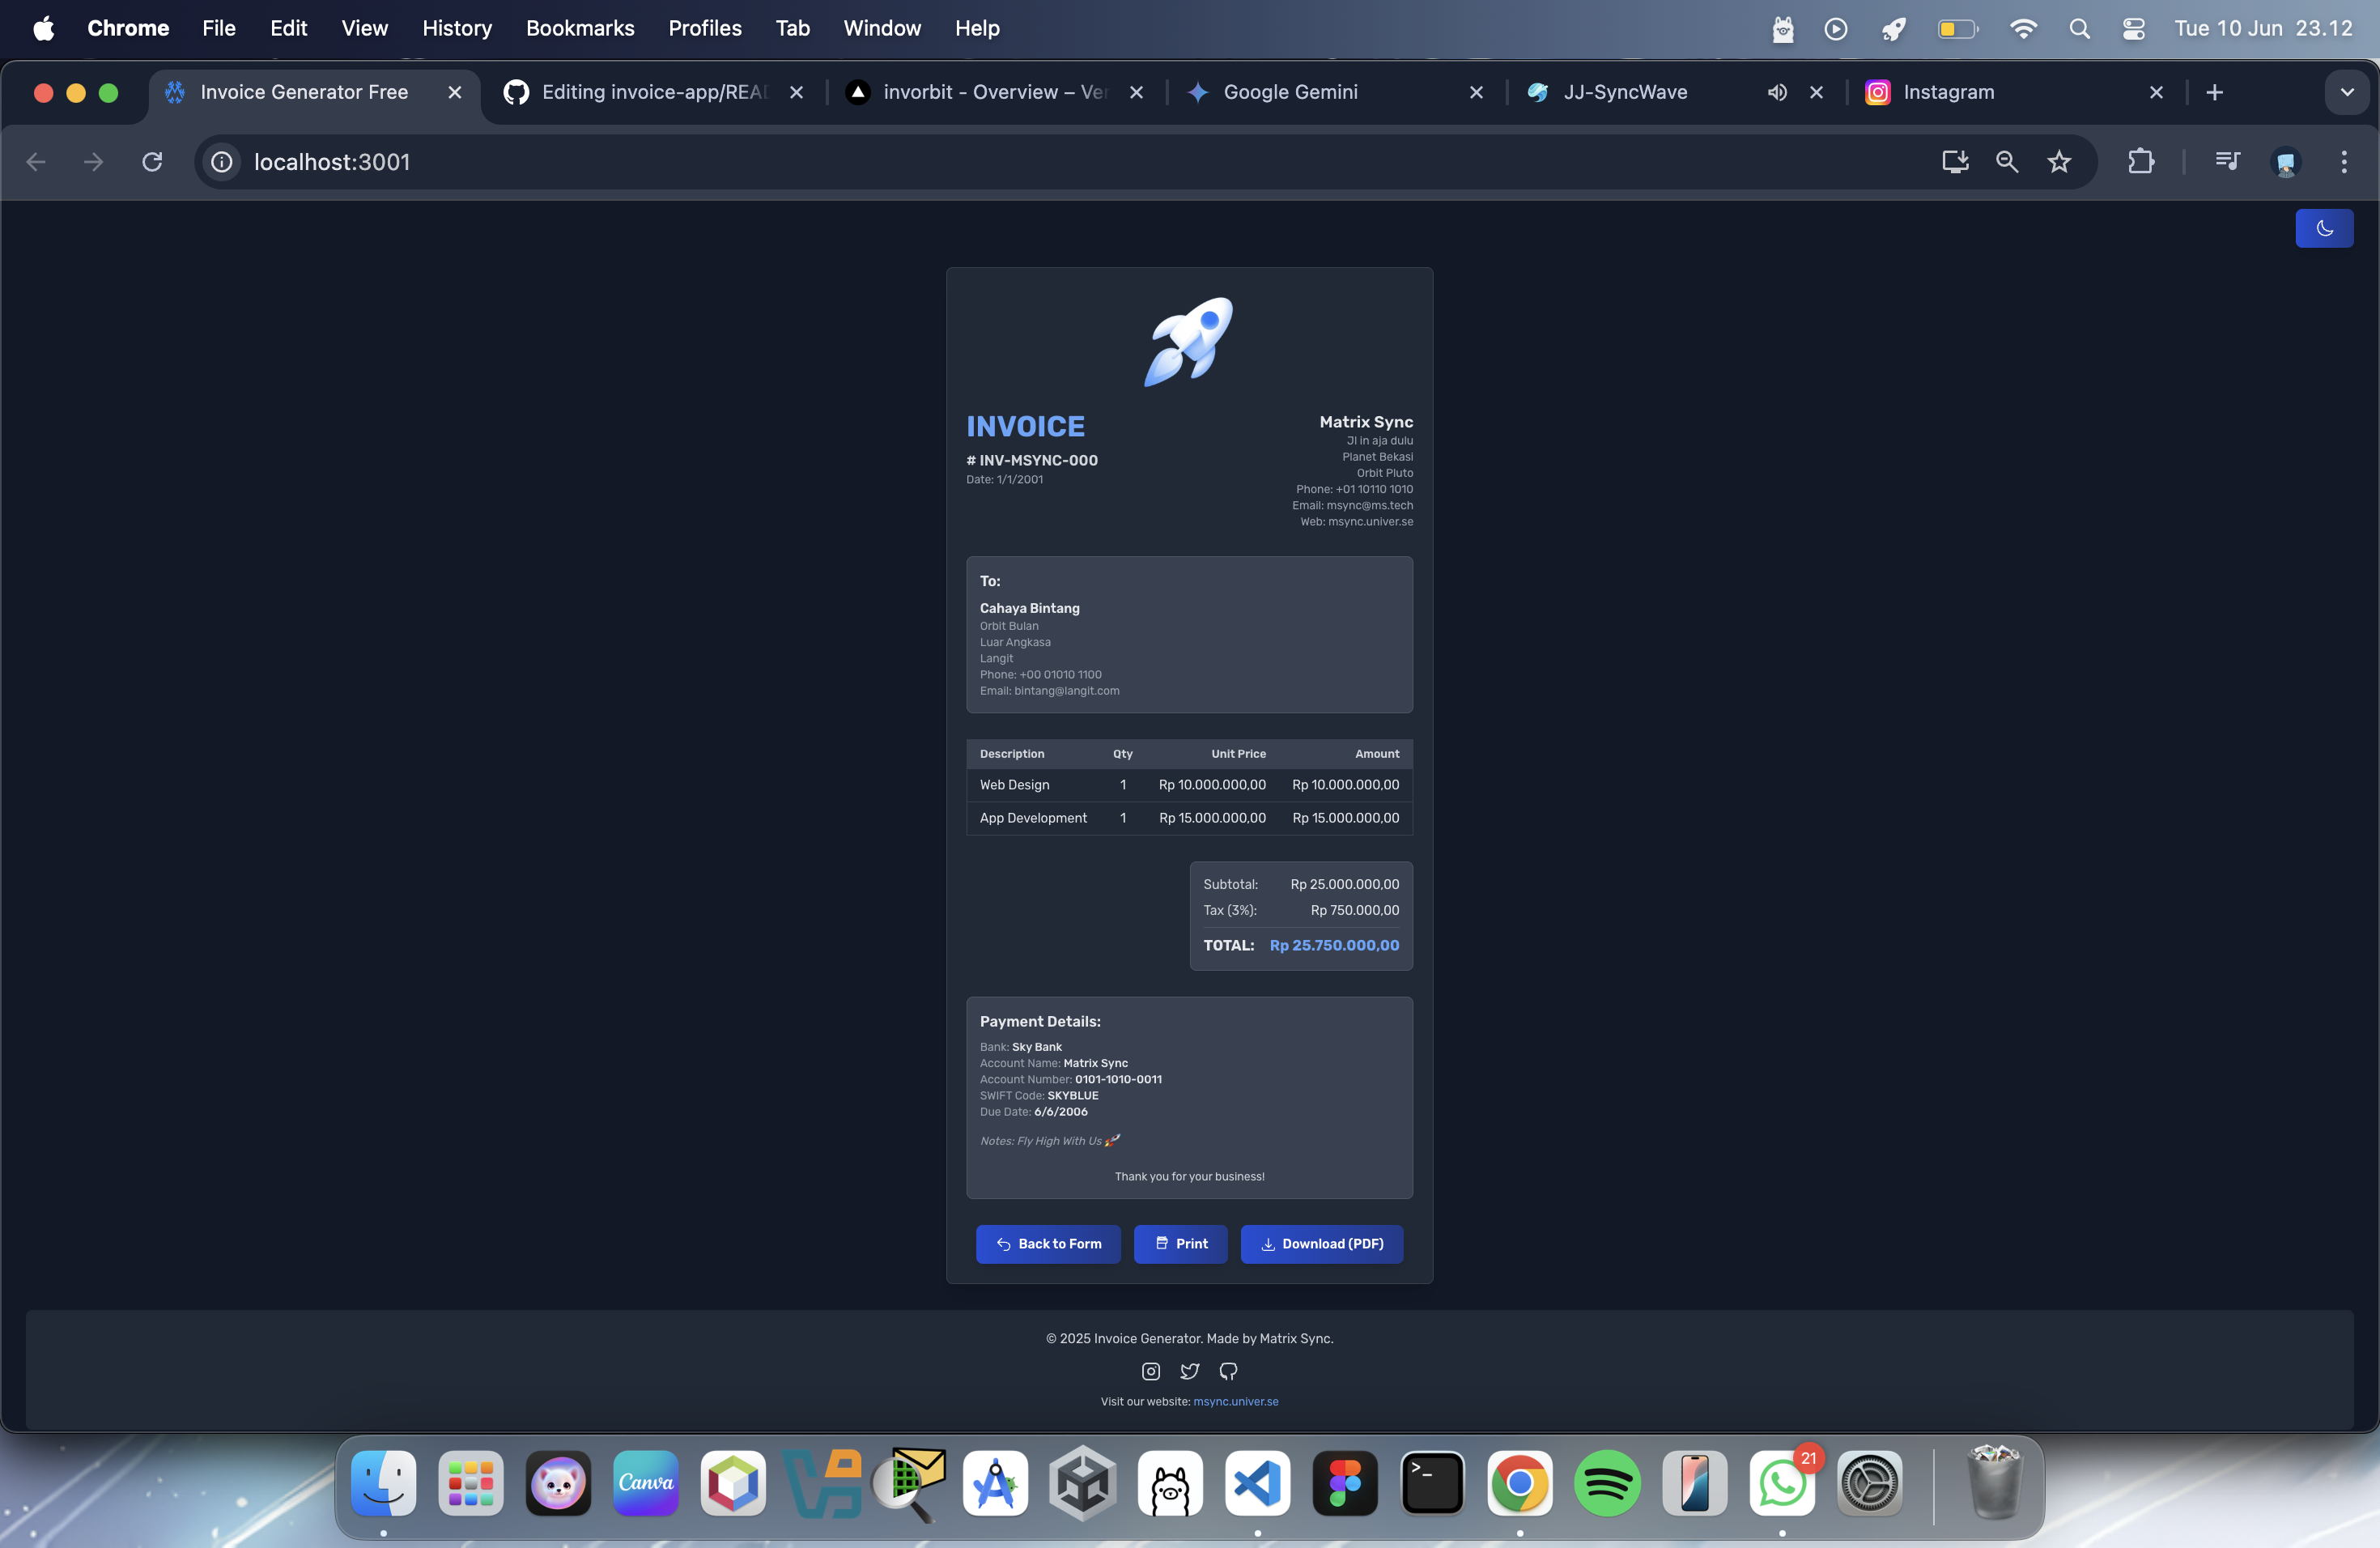 Chrome File Edit View History Bookmarks Profiles Tab Window Help Tue 10 Jun 23.12
Invoice Generator Free
Editing invoice-app/REA
invorbit - Overview – Ver
Google Gemini
JJ-SyncWave
Instagram
localhost:3001
INVOICE
# INV-MSYNC-000
Date: 1/1/2001
Matrix Sync
Jl in aja dulu
Planet Bekasi
Orbit Pluto
Phone: +01 10110 1010
Email: msync@ms.tech
Web: msync.univer.se
To:
Cahaya Bintang
Orbit Bulan
Luar Angkasa
Langit
Phone: +00 01010 1100
Email: bintang@langit.com
Description Qty Unit Price Amount
Web Design 1 Rp 10.000.000,00 Rp 10.000.000,00
App Development 1 Rp 15.000.000,00 Rp 15.000.000,00
Subtotal: Rp 25.000.000,00
Tax (3%): Rp 750.000,00
TOTAL: Rp 25.750.000,00
Payment Details:
Bank: Sky Bank
Account Name: Matrix Sync
Account Number: 0101-1010-0011
SWIFT Code: SKYBLUE
Due Date: 6/6/2006
Notes: Fly High With Us 🚀
Thank you for your business!
Back to Form
Print
Download (PDF)
© 2025 Invoice Generator. Made by Matrix Sync.
Visit our website: msync.univer.se
Canva
>_
21